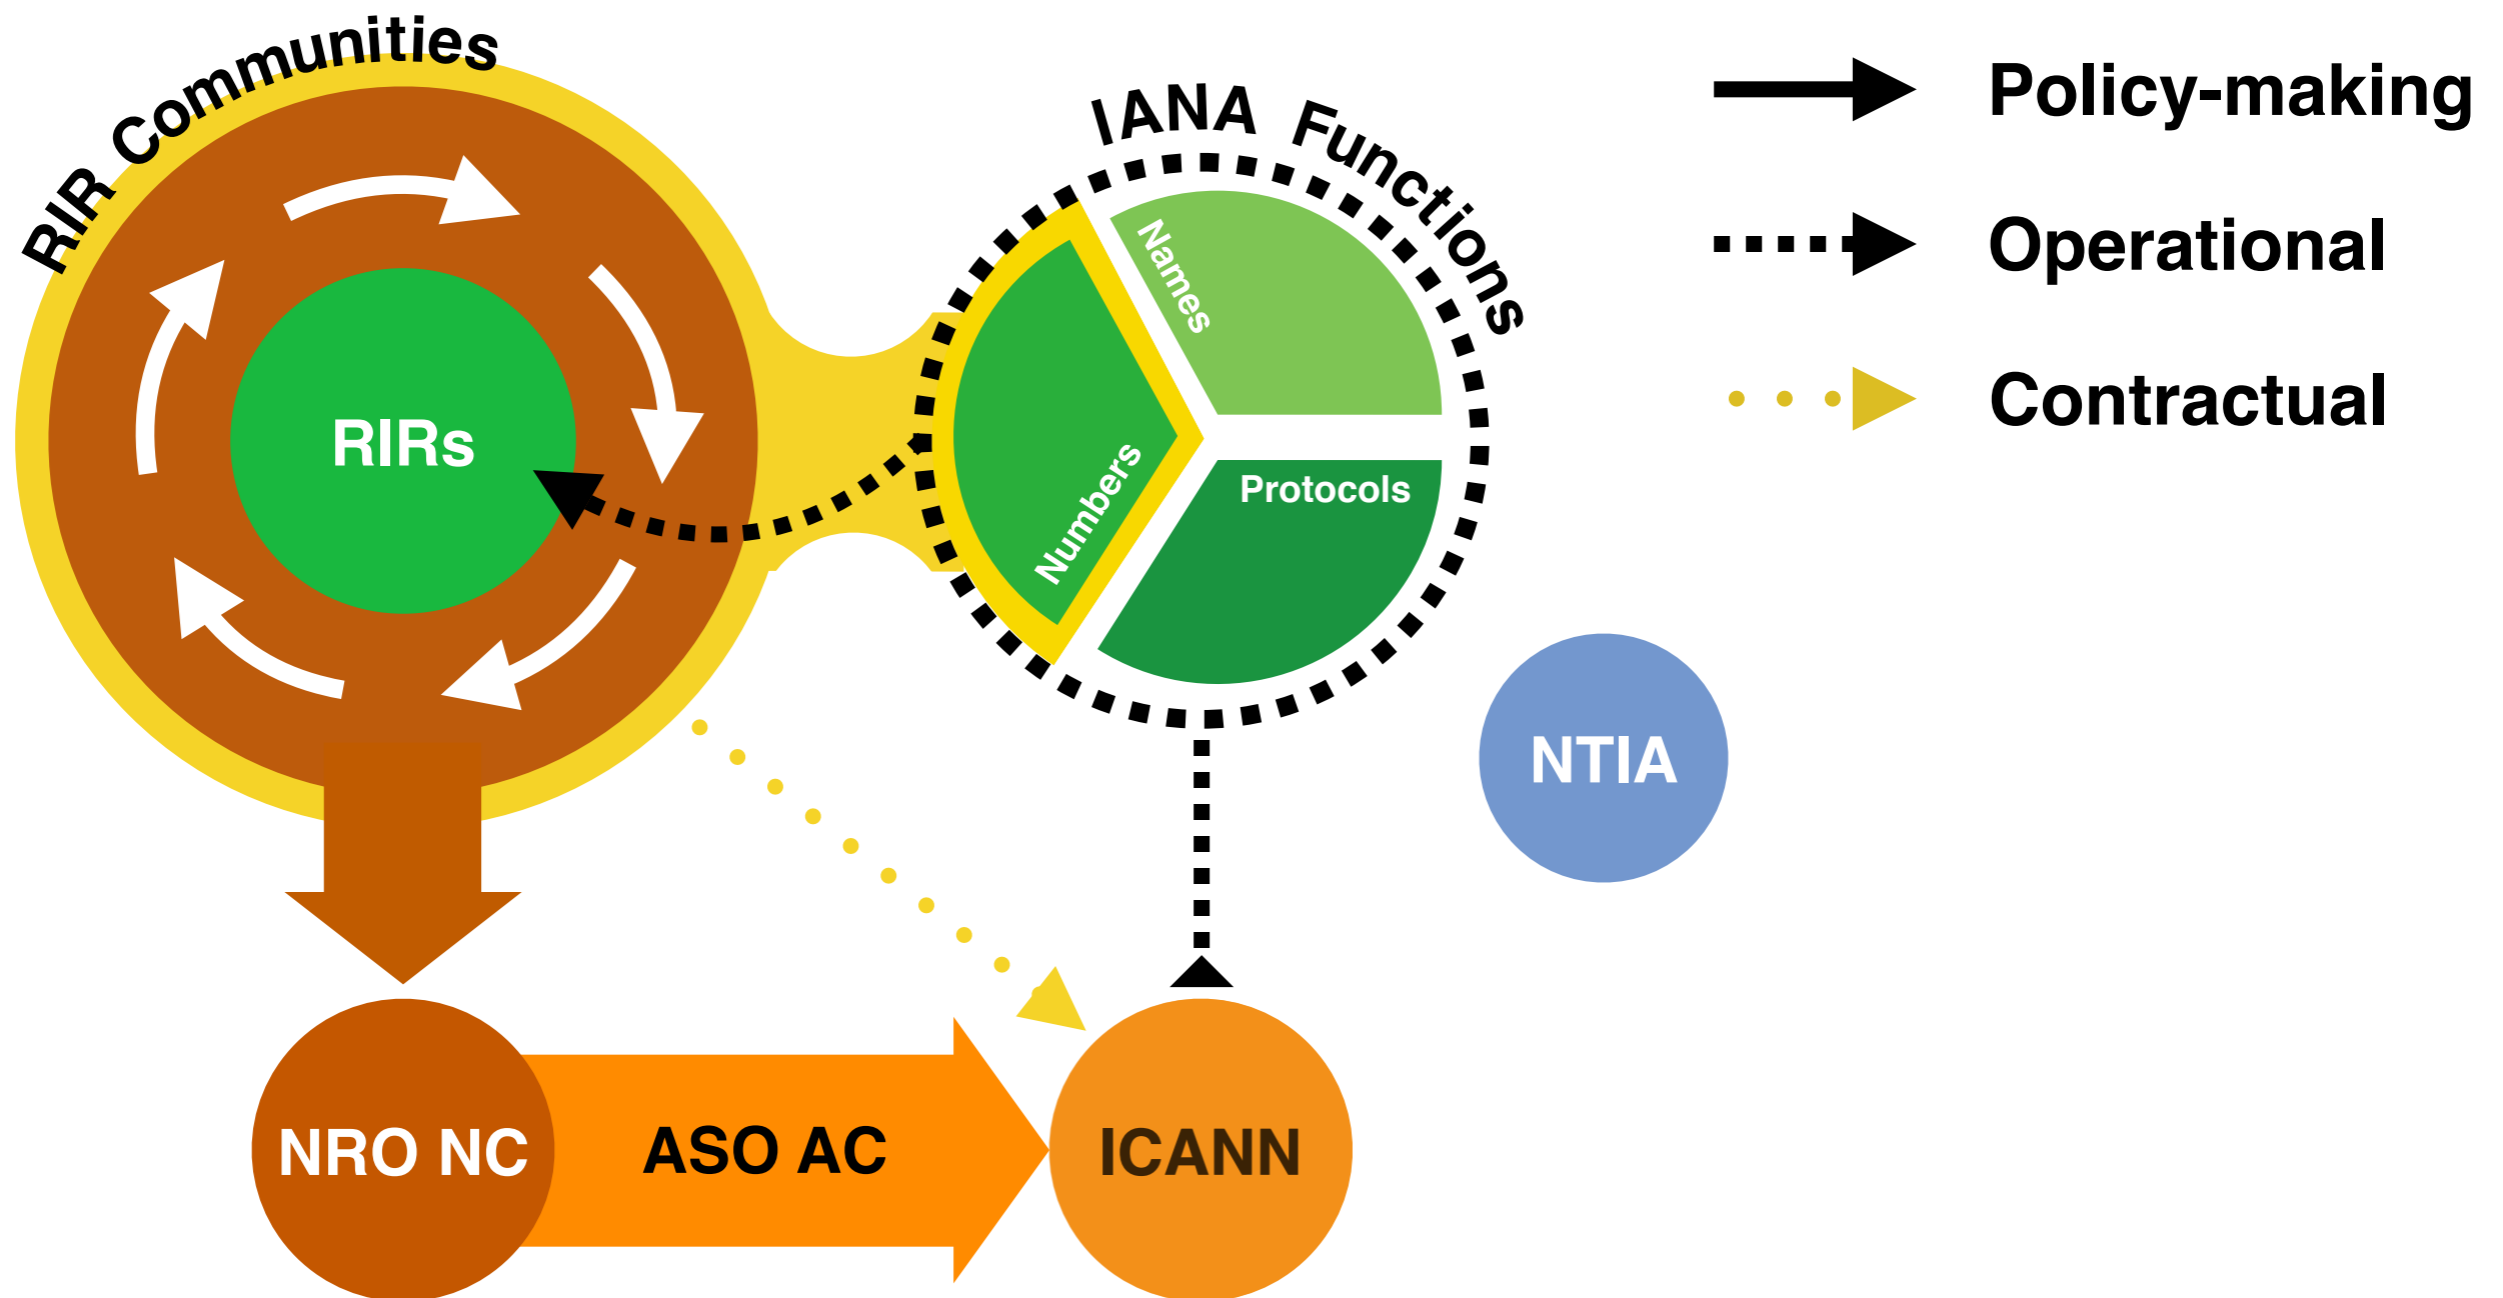 RIR Communities
IANA Functions
Names
Numbers
Protocols
RIRs
NTIA
NRO NC
ASO AC
ICANN
Policy-making
Operational
Contractual